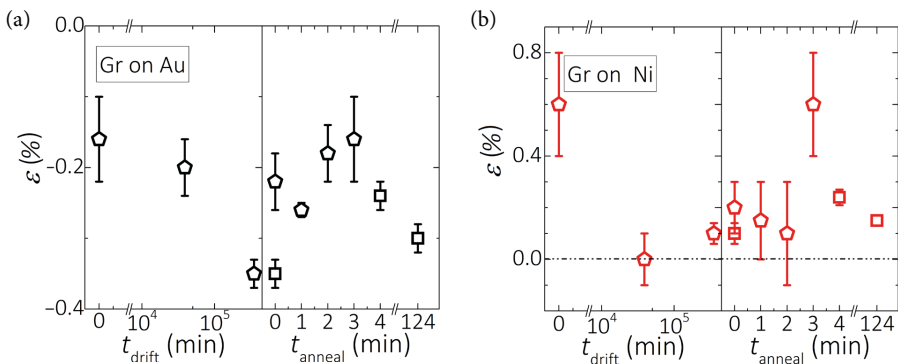 (a)
Gr on Au
ε (%)
0.0
−0.2
−0.4
0 10⁴ 10⁵ 0 1 2 3 4 124
t_drift (min) t_anneal (min)
(b)
Gr on Ni
ε (%)
0.8
0.4
0.0
0 10⁴ 10⁵ 0 1 2 3 4 124
t_drift (min) t_anneal (min)